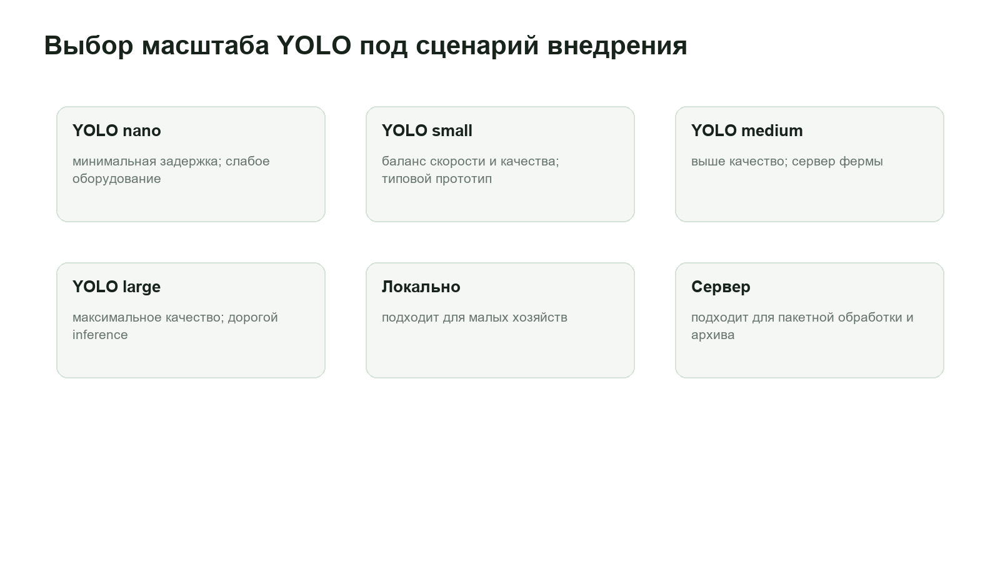 Выбор масштаба YOLO под сценарий внедрения
YOLO nano
минимальная задержка; слабое
оборудование
YOLO small
баланс скорости и качества;
типовой прототип
YOLO medium
выше качество; сервер фермы
YOLO large
максимальное качество; дорогой
inference
Локально
подходит для малых хозяйств
Сервер
подходит для пакетной обработки и
архива